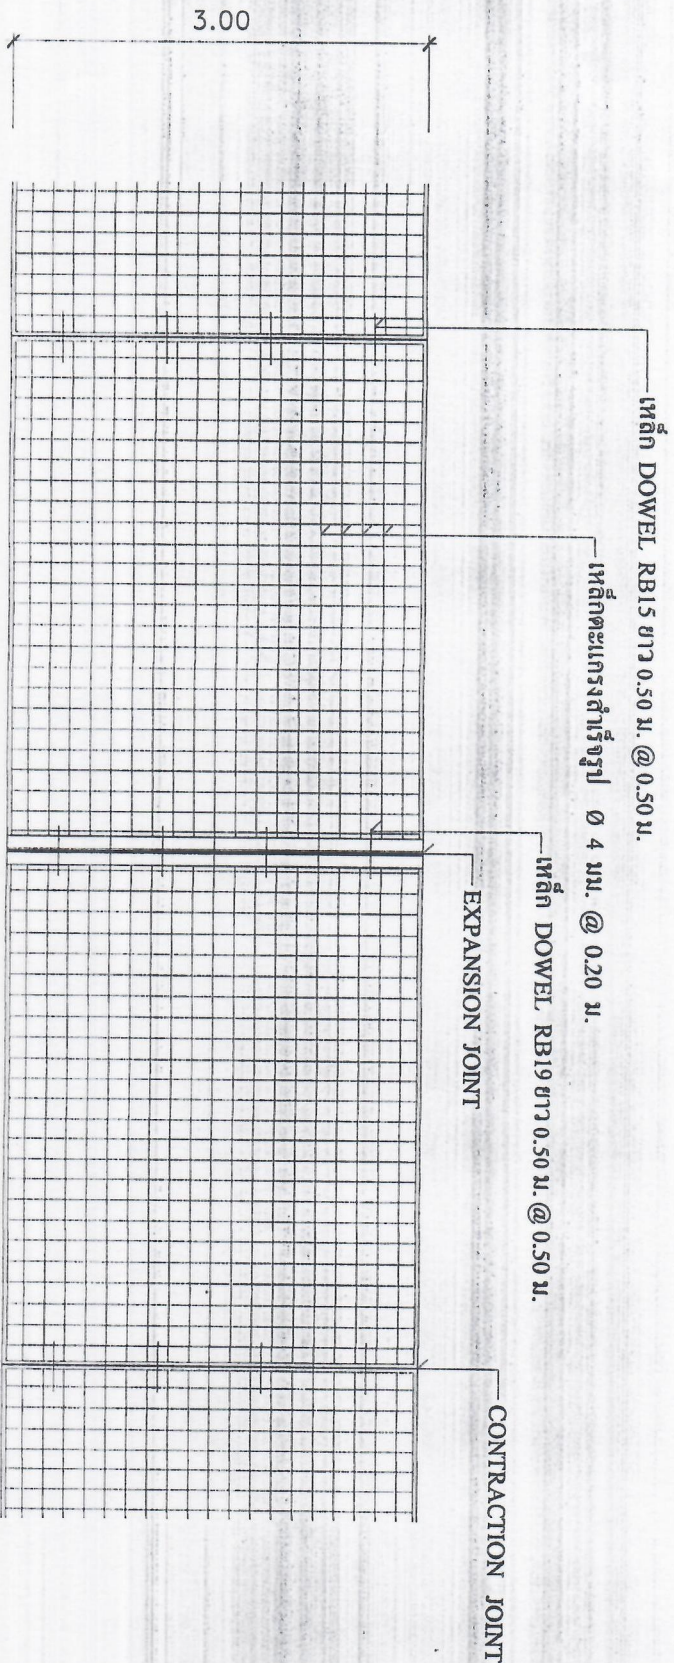 3.00
เหล็ก DOWEL RB15 ยาว 0.50 ม. @ 0.50 ม.
เหล็กตะแกรงสำเร็จรูป Ø 4 มม. @ 0.20 ม.
เหล็ก DOWEL RB19 ยาว 0.50 ม. @ 0.50 ม.
EXPANSION JOINT
CONTRACTION JOINT